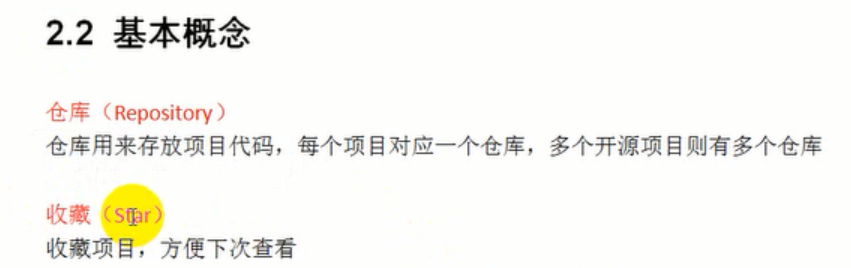 2.2 基本概念
仓库（Repository）
仓库用来存放项目代码，每个项目对应一个仓库，多个开源项目则有多个仓库
收藏（Star）
收藏项目，方便下次查看